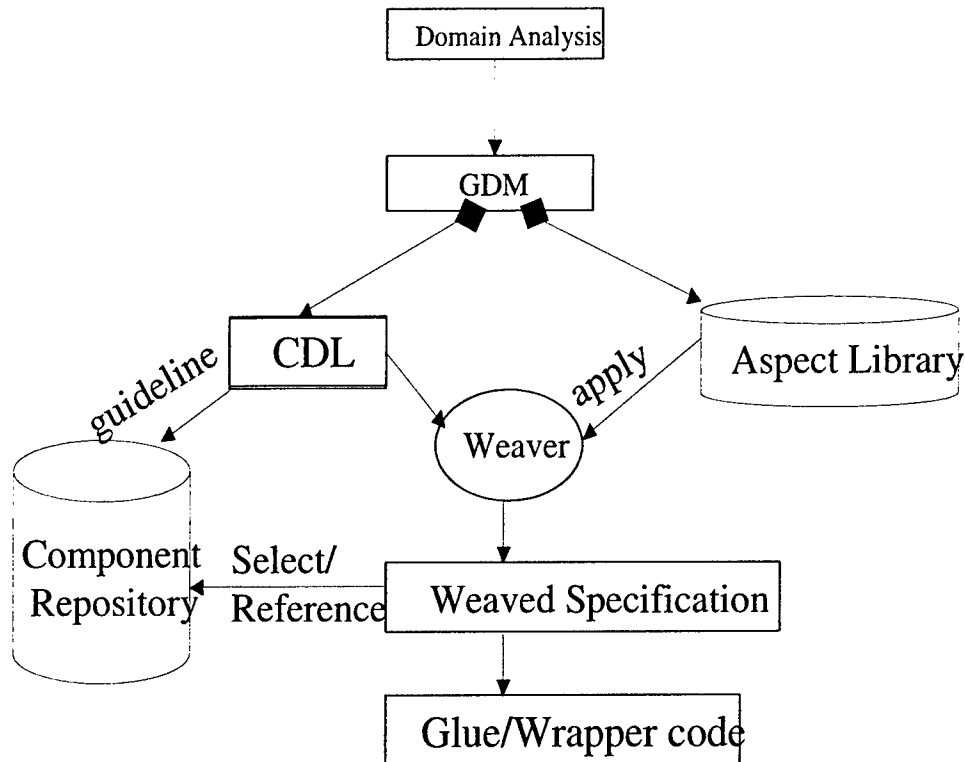 Domain Analysis
GDM
CDL
guideline
apply
Aspect Library
Weaver
Component
Repository
Select/
Reference
Weaved Specification
Glue/Wrapper code